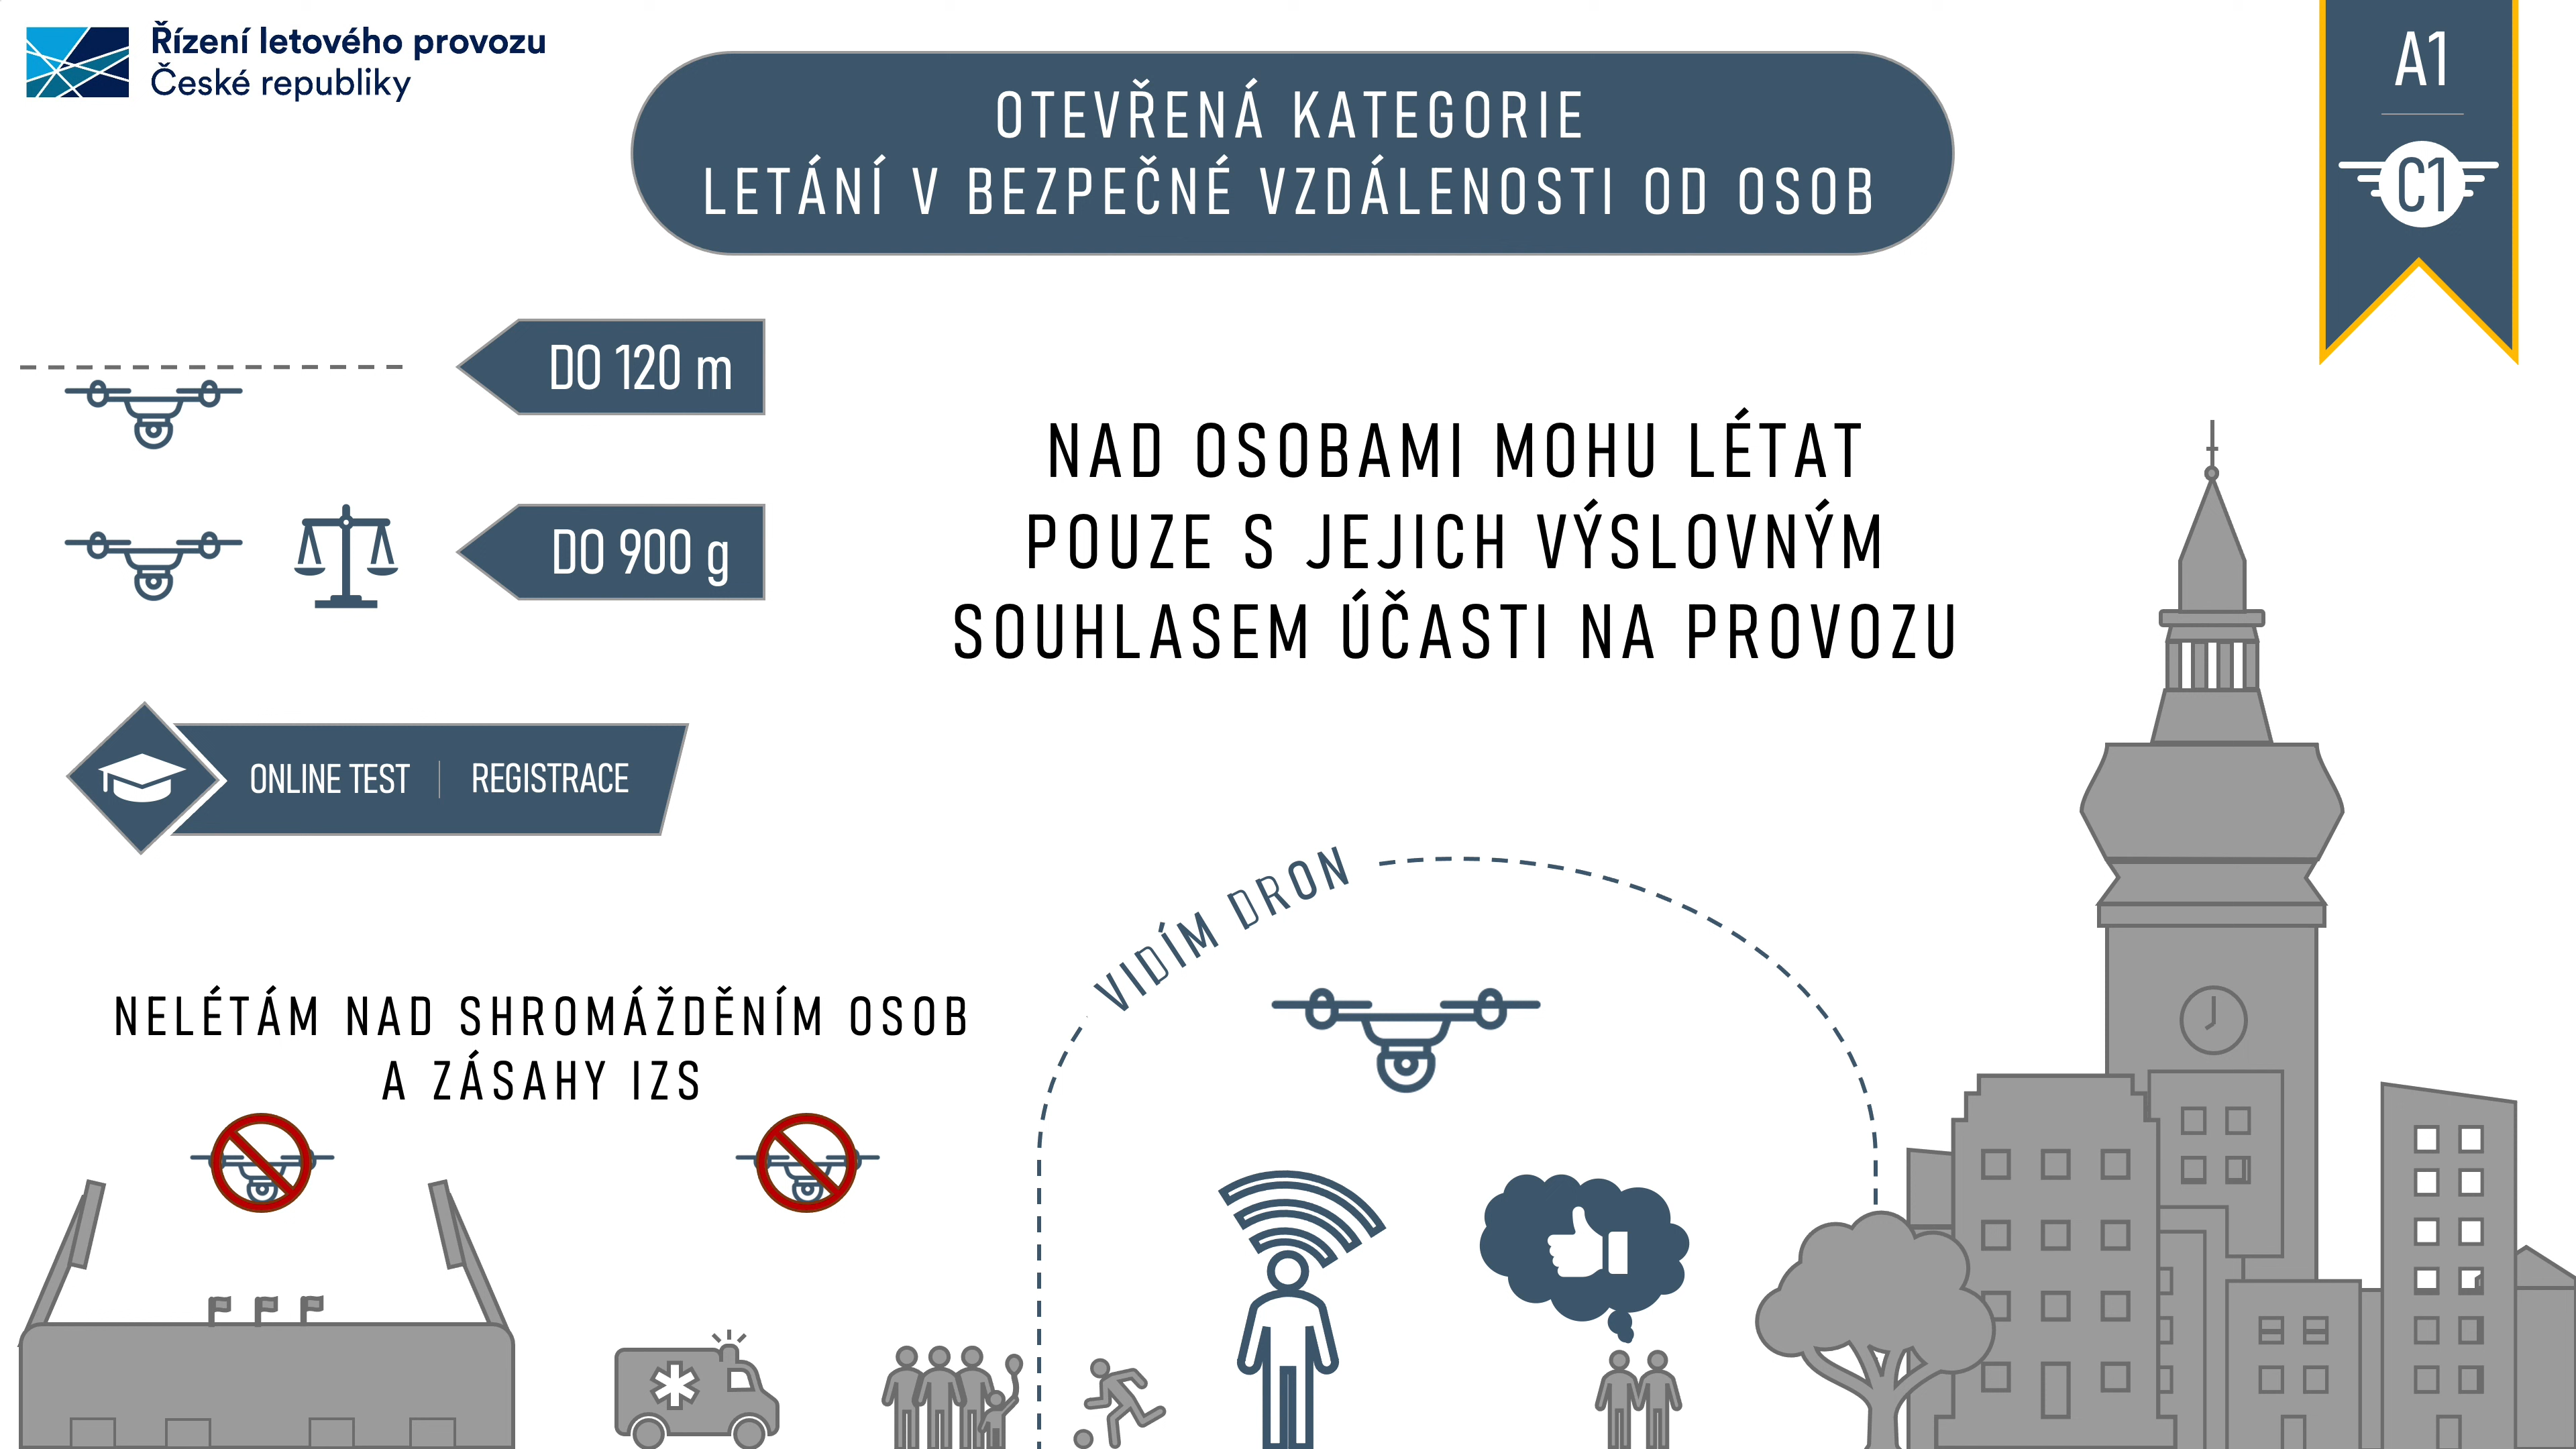 Řízení letového provozu
České republiky
OTEVŘENÁ KATEGORIE
LETÁNÍ V BEZPEČNÉ VZDÁLENOSTI OD OSOB
A1
C1
DO 120 m
DO 900 g
NAD OSOBAMI MOHU LÉTAT
POUZE S JEJICH VÝSLOVNÝM
SOUHLASEM ÚČASTI NA PROVOZU
ONLINE TEST | REGISTRACE
VIDÍM DRON
NELÉTÁM NAD SHROMÁŽDĚNÍM OSOB
A ZÁSAHY IZS